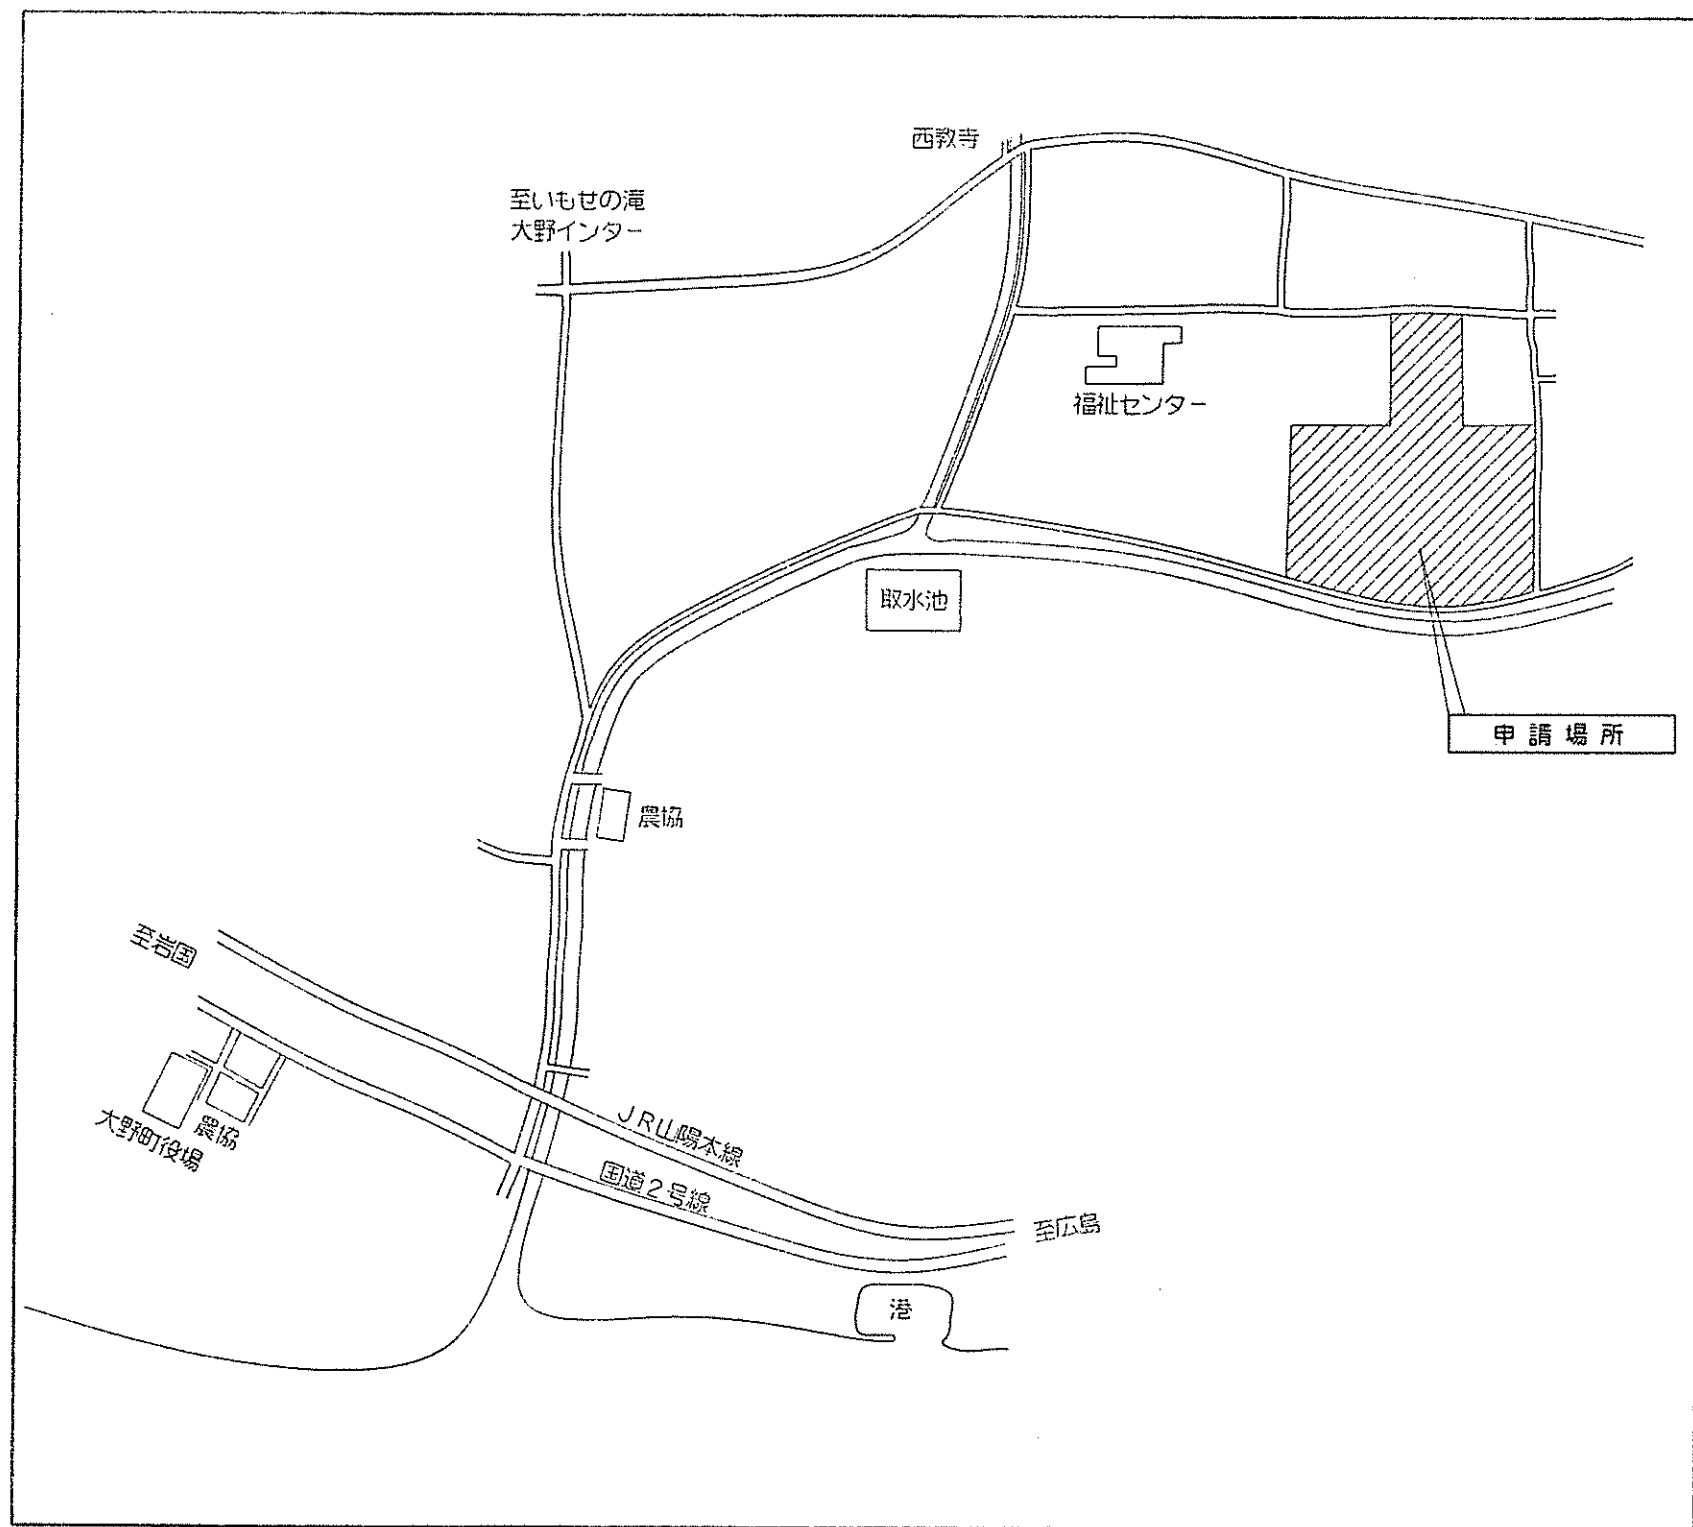 西教寺
至いもせの滝
大野インター
福祉センター
取水池
申請場所
農協
至岩国
農協
大野町役場
JR山陽本線
国道2号線
至広島
港